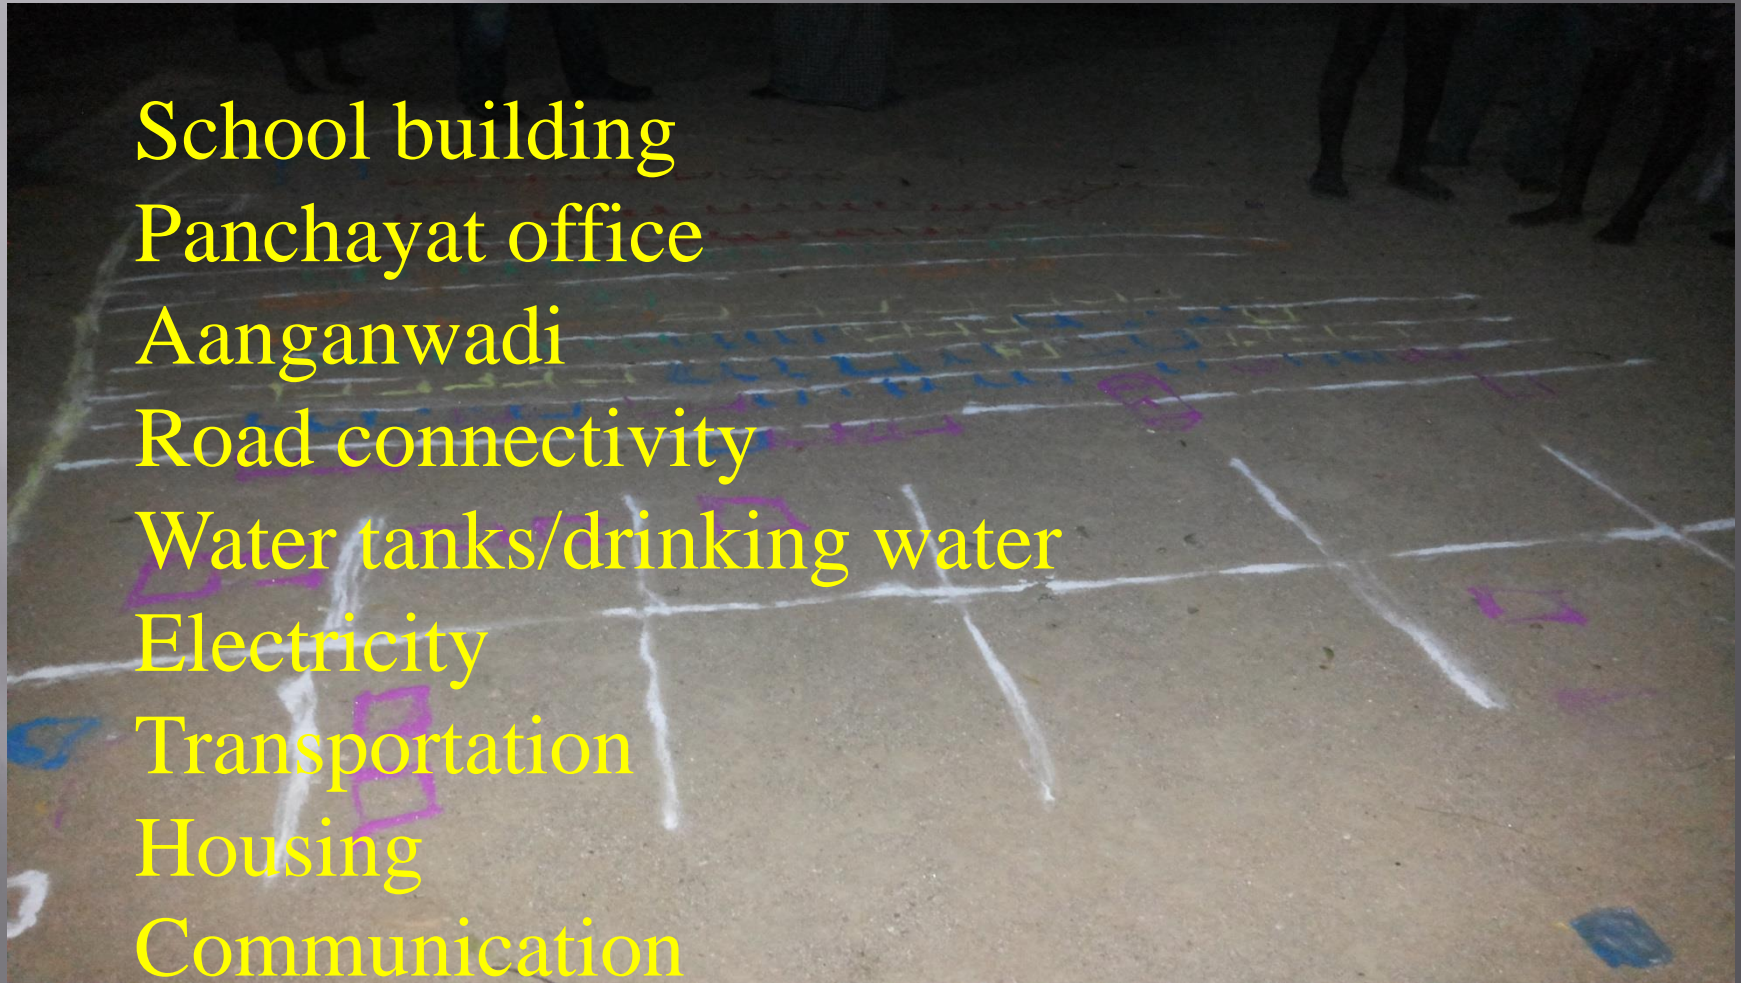 School building
Panchayat office
Aanganwadi
Road connectivity
Water tanks/drinking water
Electricity
Transportation
Housing
Communication